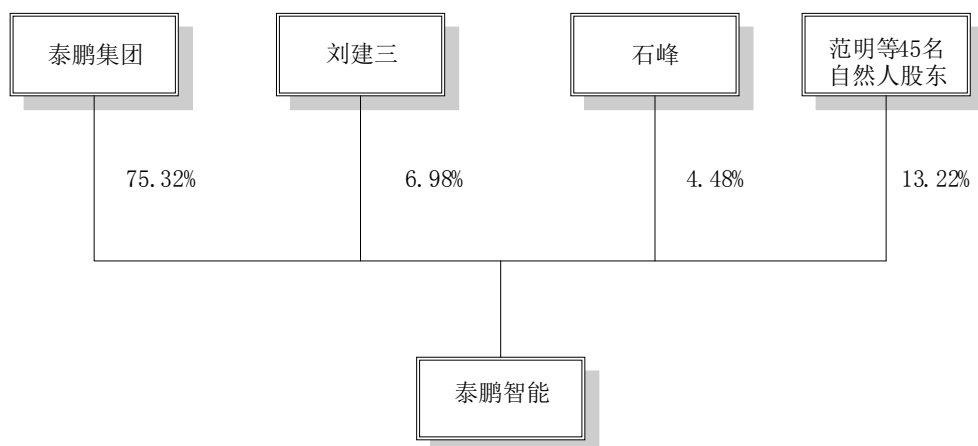 泰鹏集团
刘建三
石峰
范明等45名
自然人股东
75.32%
6.98%
4.48%
13.22%
泰鹏智能